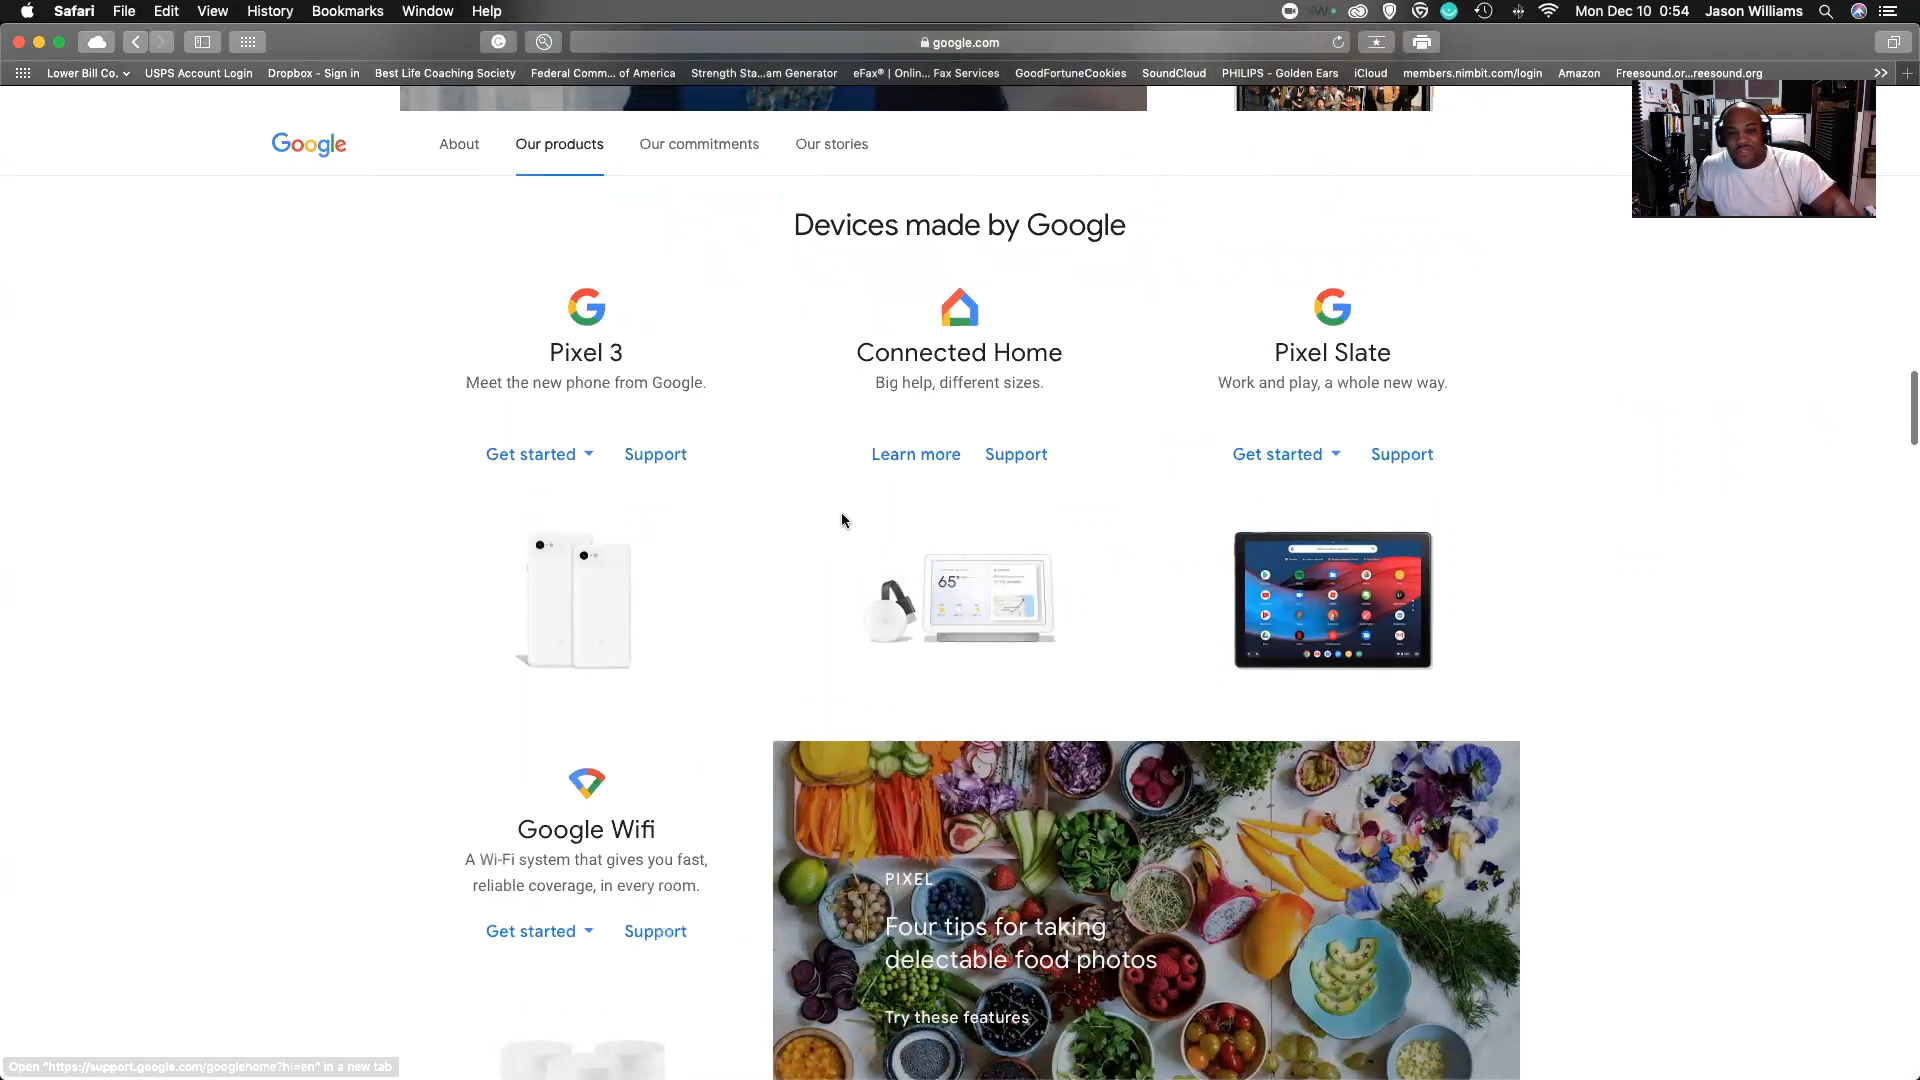 Safari File Edit View History Bookmarks Window Help
Mon Dec 10 0:54 Jason Williams
google.com
Lower Bill Co. USPS Account Login Dropbox - Sign in Best Life Coaching Society Federal Comm... of America Strength Sta...am Generator eFax® | Onlin... Fax Services GoodFortuneCookies SoundCloud PHILIPS - Golden Ears iCloud members.nimbit.com/login Amazon Freesound.or...reesound.org
Google About Our products Our commitments Our stories
Devices made by Google
Pixel 3 Connected Home Pixel Slate
Meet the new phone from Google. Big help, different sizes. Work and play, a whole new way.
Get started Support Learn more Support Get started Support
65°
Google Wifi
A Wi-Fi system that gives you fast,
reliable coverage, in every room.
Get started Support
PIXEL
Four tips for taking
delectable food photos
Try these features
Open "https://support.google.com/googlehome?hl=en" in a new tab